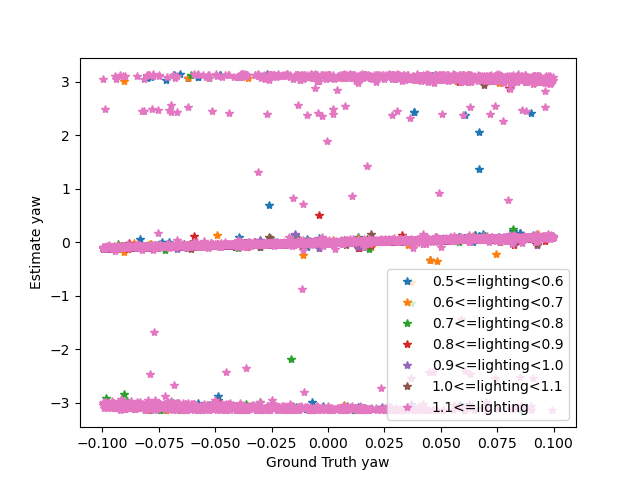 3
2
1
0
−1
−2
−3
Estimate yaw
0.5<=lighting<0.6
0.6<=lighting<0.7
0.7<=lighting<0.8
0.8<=lighting<0.9
0.9<=lighting<1.0
1.0<=lighting<1.1
1.1<=lighting
−0.100 −0.075 −0.050 −0.025 0.000 0.025 0.050 0.075 0.100
Ground Truth yaw